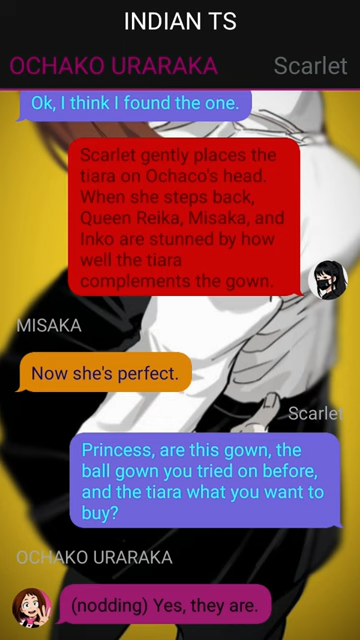 INDIAN TS
OCHAKO URARAKA Scarlet
Ok, I think I found the one.
Scarlet gently places the
tiara on Ochaco's head.
When she steps back,
Queen Reika, Misaka, and
Inko are stunned by how
well the tiara
complements the gown.
MISAKA
Now she's perfect.
Scarlet
Princess, are this gown, the
ball gown you tried on before,
and the tiara what you want to
buy?
OCHAKO URARAKA
(nodding) Yes, they are.